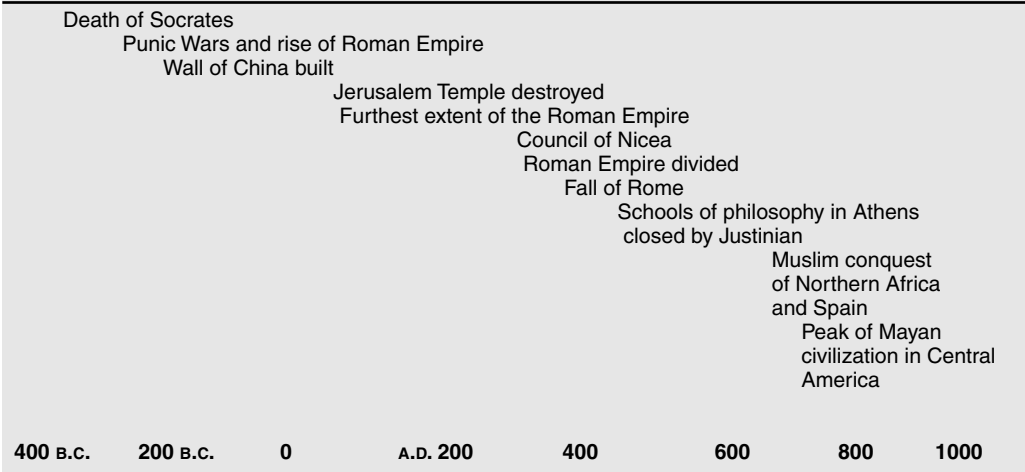 Death of Socrates
Punic Wars and rise of Roman Empire
Wall of China built
Jerusalem Temple destroyed
Furthest extent of the Roman Empire
Council of Nicea
Roman Empire divided
Fall of Rome
Schools of philosophy in Athens
closed by Justinian
Muslim conquest
of Northern Africa
and Spain
Peak of Mayan
civilization in Central
America
400 B.C. 200 B.C. 0 A.D. 200 400 600 800 1000